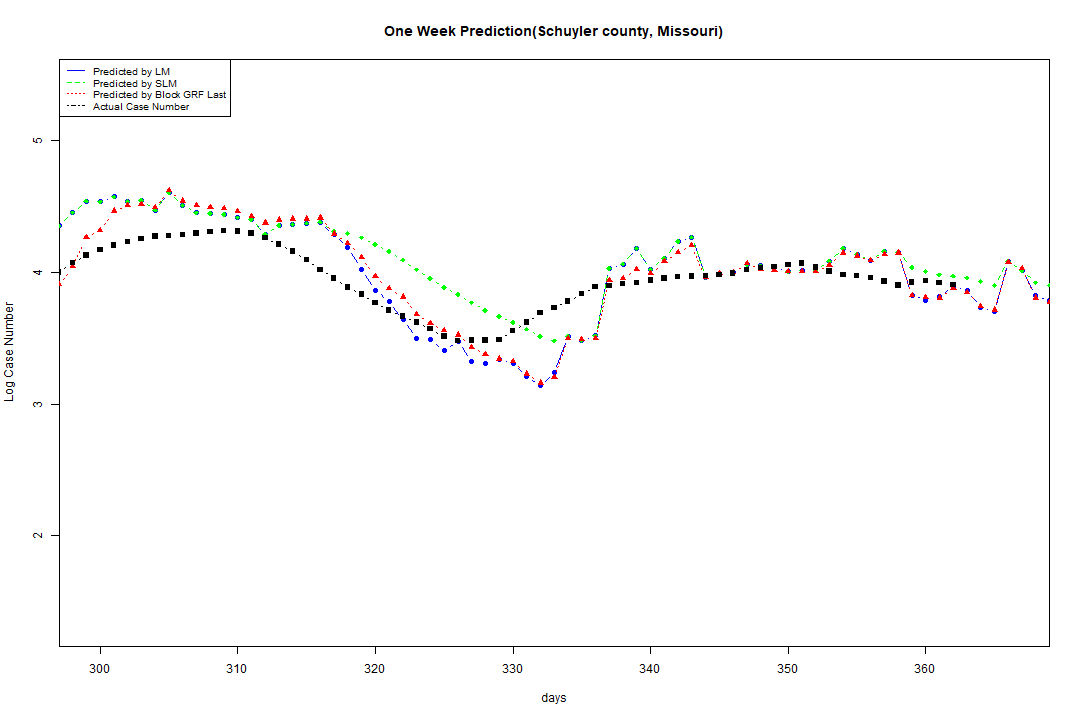 One Week Prediction(Schuyler county, Missouri)
Predicted by LM
Predicted by SLM
Predicted by Block GRF Last
Actual Case Number
5
4
3
2
Log Case Number
300 310 320 330 340 350 360
days